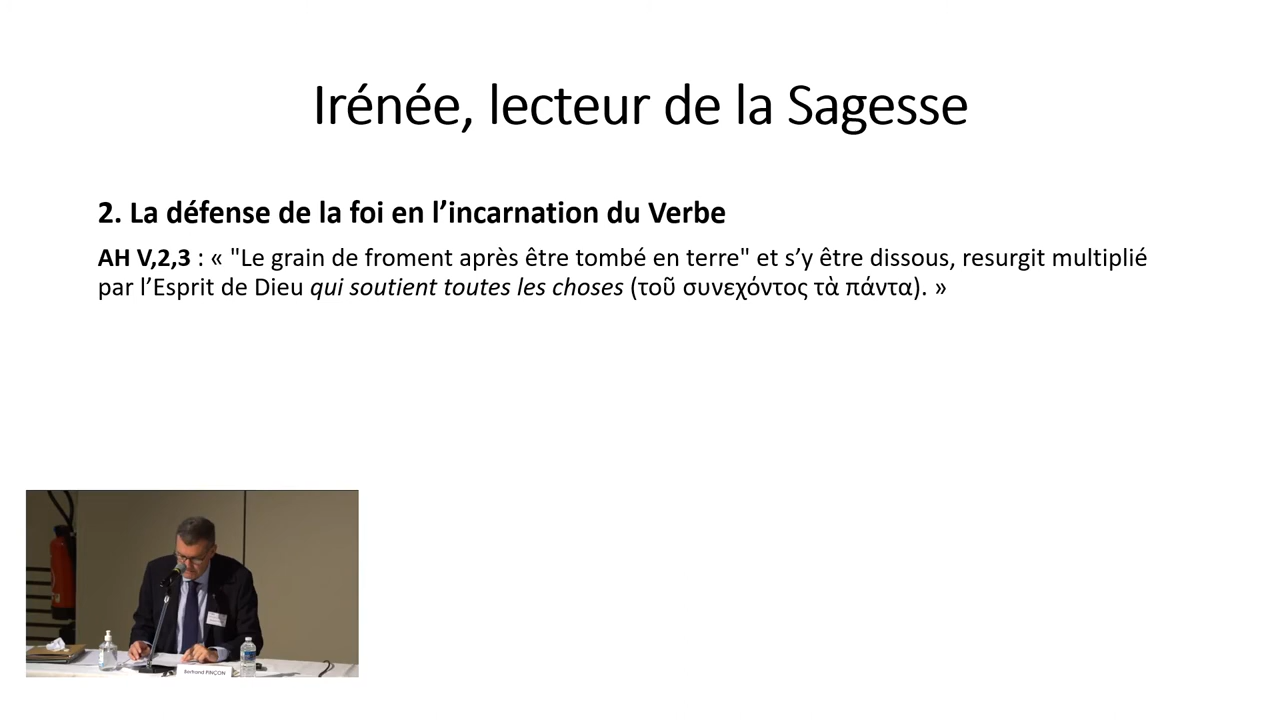 Irénée, lecteur de la Sagesse
2. La défense de la foi en l’incarnation du Verbe
AH V,2,3 : « "Le grain de froment après être tombé en terre" et s’y être dissous, resurgit multiplié
par l’Esprit de Dieu qui soutient toutes les choses (τοῦ συνεχόντος τὰ πάντα). »
Bertrand PINÇON